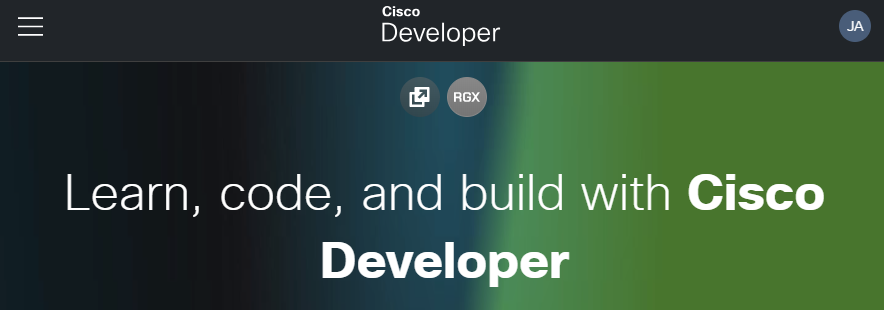 Cisco
Developer
JA
RGX
Learn, code, and build with Cisco
Developer